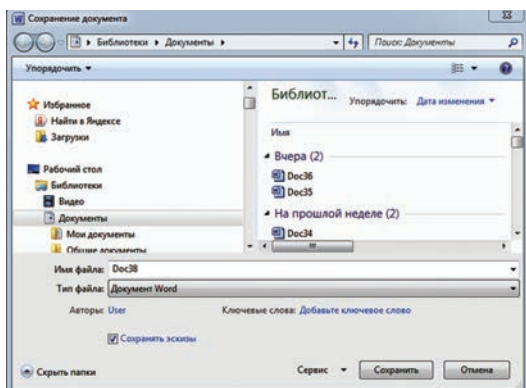 Сохранение документа
Библиотеки Документы
Поиск: Документы
Упорядочить
Избранное
Найти в Яндексе
Загрузки
Рабочий стол
Библиотеки
Видео
Документы
Мои документы
Общие документы
Библиот... Упорядочить: Дата изменения
Имя
Вчера (2)
Doc36
Doc35
На прошлой неделе (2)
Doc34
Имя файла: Doc38
Тип файла: Документ Word
Авторы: User Ключевые слова: Добавьте ключевое слово
Сохранять эскизы
Скрыть папки Сервис Сохранить Отмена